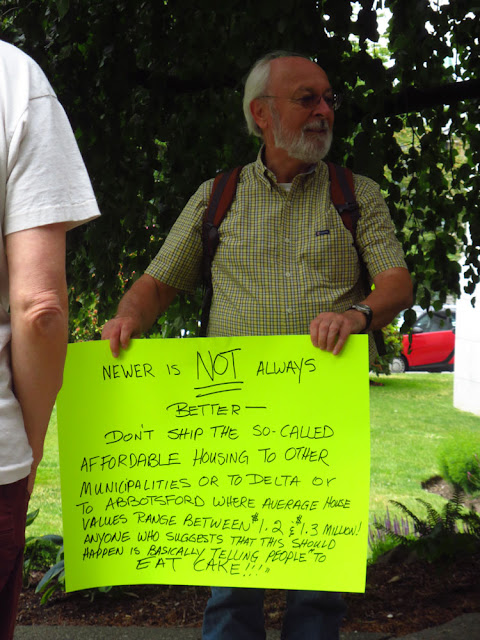 NEWER IS NOT ALWAYS
BETTER—
DON'T SHIP THE SO-CALLED
AFFORDABLE HOUSING TO OTHER
MUNICIPALITIES OR TO DELTA OR
TO ABBOTSFORD WHERE AVERAGE HOUSE
VALUES RANGE BETWEEN $1.2 & $1.3 MILLION!
ANYONE WHO SUGGESTS THAT THIS SHOULD
HAPPEN IS BASICALLY TELLING PEOPLE "TO
EAT CAKE!!!"